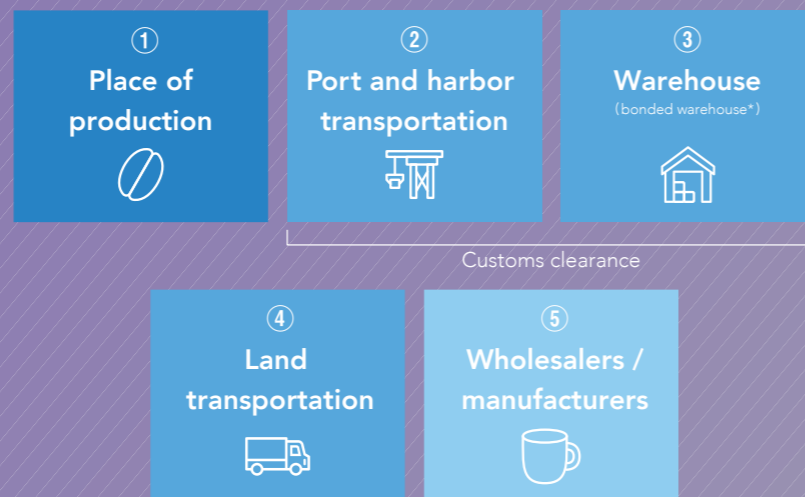 ①
Place of
production
②
Port and harbor
transportation
③
Warehouse
(bonded warehouse*)
Customs clearance
④
Land
transportation
⑤
Wholesalers /
manufacturers